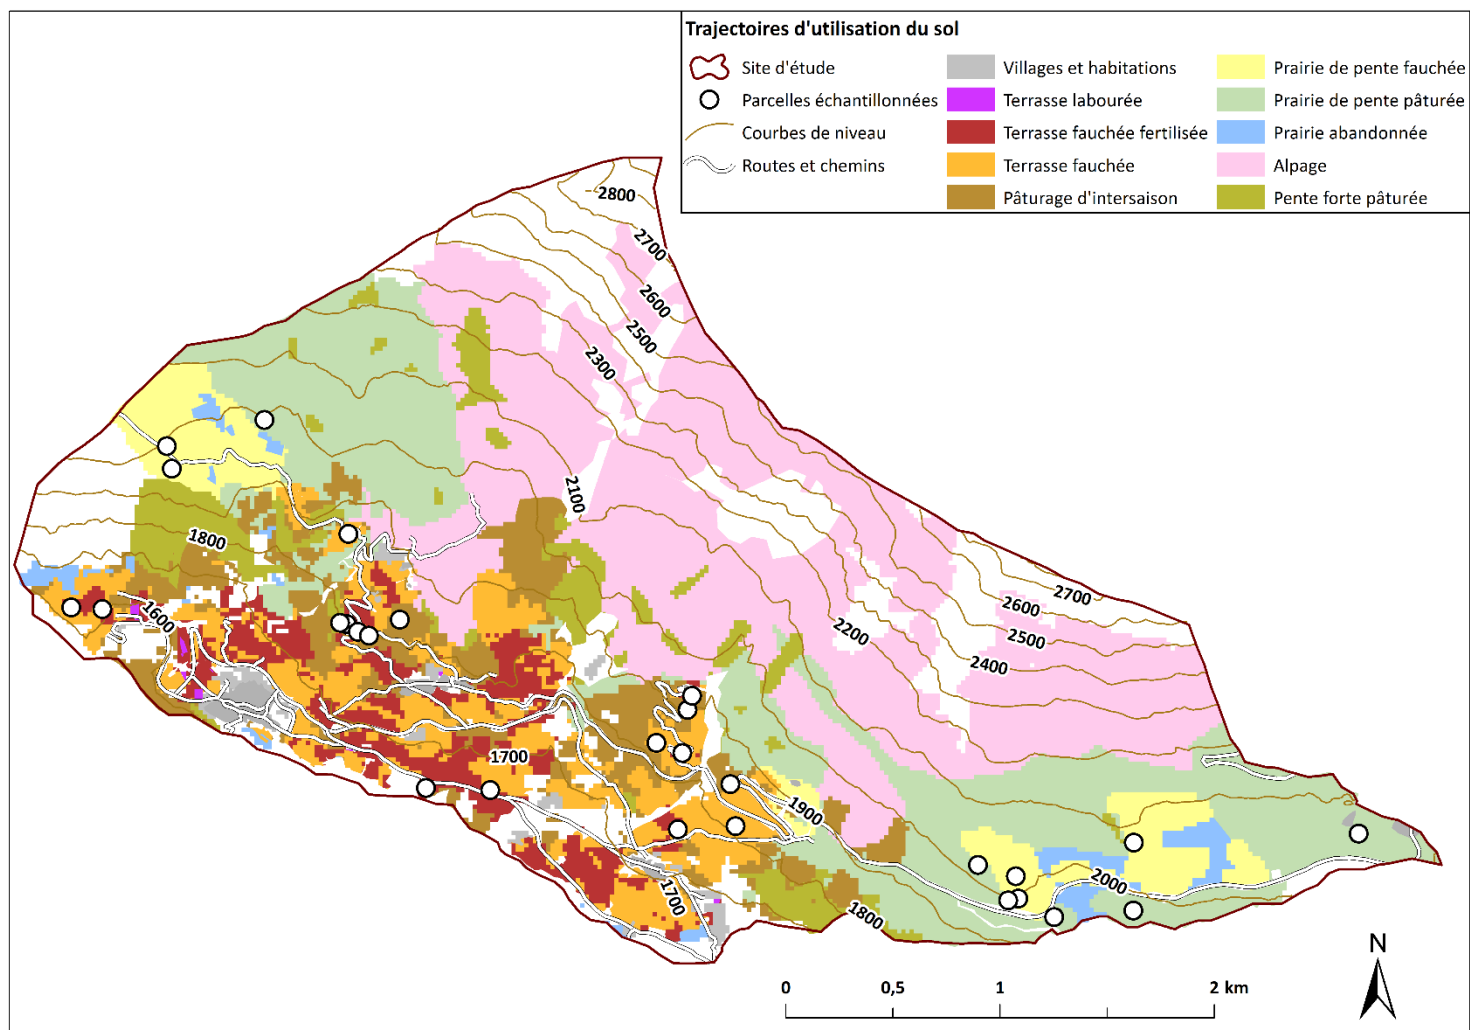 Trajectoires d'utilisation du sol
Site d'étude
Parcelles échantillonnées
Courbes de niveau
Routes et chemins
Villages et habitations
Terrasse labourée
Terrasse fauchée fertilisée
Terrasse fauchée
Pâturage d'intersaison
Prairie de pente fauchée
Prairie de pente pâturée
Prairie abandonnée
Alpage
Pente forte pâturée
2800
2700
2600
2500
2300
2100
1800
1600
2200
2700
2600
2500
2400
1700
1900
2000
1700
1800
N
0 0,5 1 2 km